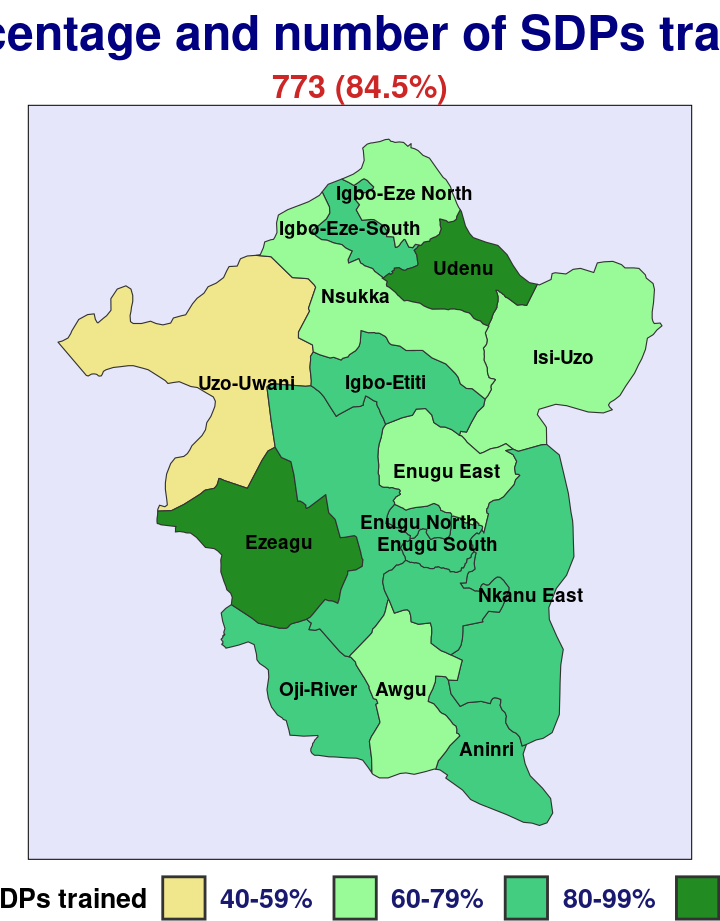 centage and number of SDPs tra
773 (84.5%)
Igbo-Eze North
Igbo-Eze-South
Udenu
Nsukka
Isi-Uzo
Uzo-Uwani
Igbo-Etiti
Enugu East
Enugu North
Enugu South
Ezeagu
Nkanu East
Oji-River
Awgu
Aninri
DPs trained 40-59% 60-79% 80-99%